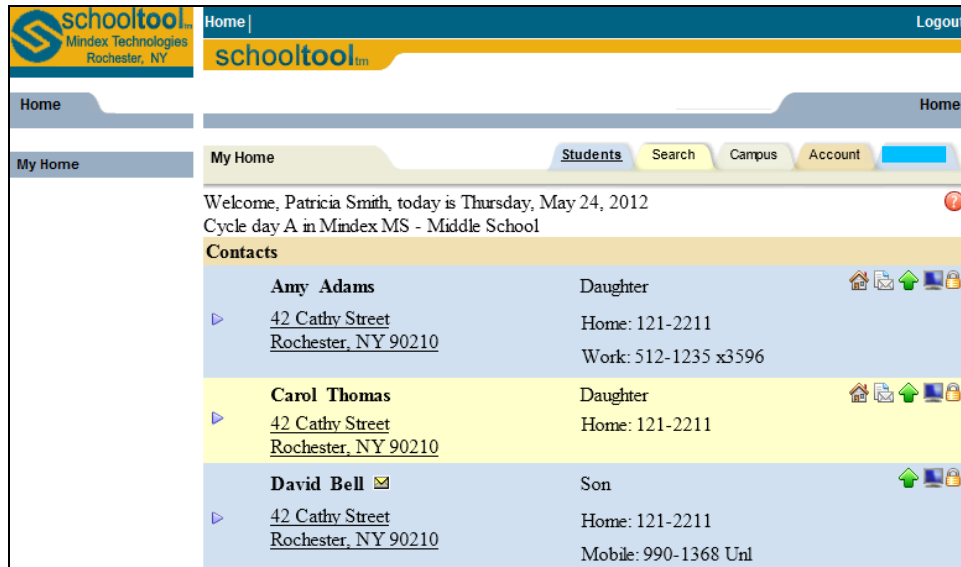 schooltool™
Mindex Technologies
Rochester, NY
Home |
Logout
schooltool™
Home
Home
My Home
My Home
Students
Search
Campus
Account
Welcome, Patricia Smith, today is Thursday, May 24, 2012
?
Cycle day A in Mindex MS - Middle School
Contacts
Amy Adams
Daughter
42 Cathy Street
Home: 121-2211
Rochester, NY 90210
Work: 512-1235 x3596
Carol Thomas
Daughter
42 Cathy Street
Home: 121-2211
Rochester, NY 90210
David Bell
Son
42 Cathy Street
Home: 121-2211
Rochester, NY 90210
Mobile: 990-1368 Unl